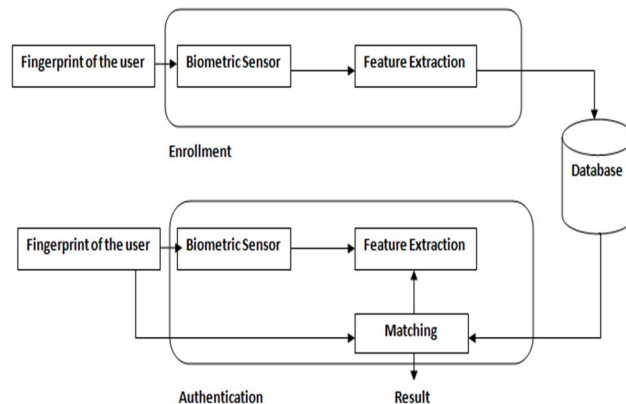 Fingerprint of the user
Biometric Sensor
Feature Extraction
Enrollment
Database
Fingerprint of the user
Biometric Sensor
Feature Extraction
Matching
Authentication
Result